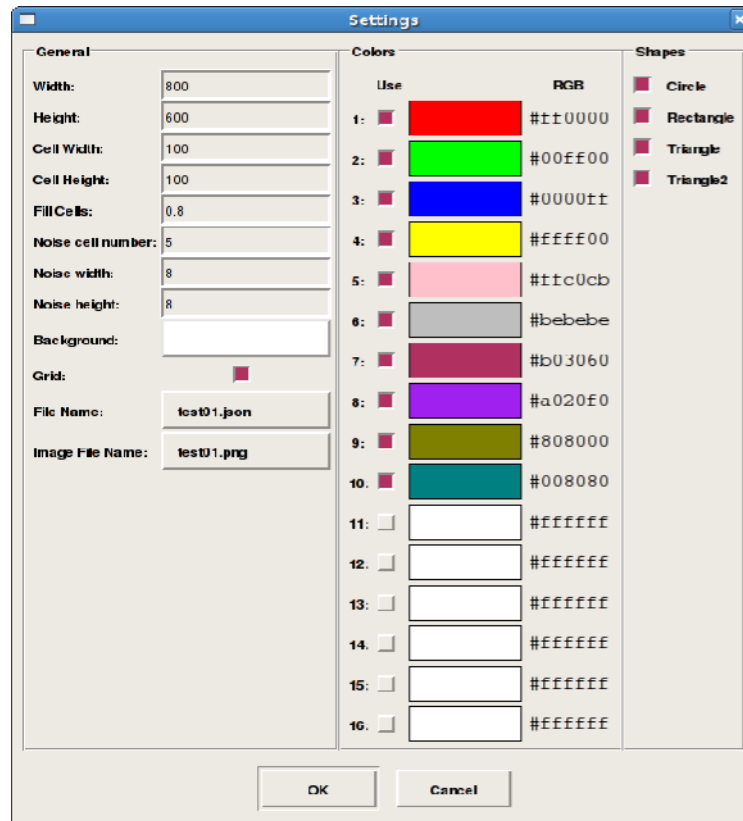 Settings
General
Width: 800
Height: 600
Cell Width: 100
Cell Height: 100
Fill Cells: 0.8
Noise cell number: 5
Noise width: 8
Noise height: 8
Background:
Grid:
File Name: test01.json
Image File Name: test01.png
Colors
Use RGB
1: #ff0000
2: #00ff00
3: #0000ff
4: #ffff00
5: #ffc0cb
6: #bebebe
7: #b03060
8: #a020f0
9: #808000
10: #008080
11: #ffffff
12: #ffffff
13: #ffffff
14: #ffffff
15: #ffffff
16: #ffffff
Shapes
Circle
Rectangle
Triangle
Triangle2
OK
Cancel